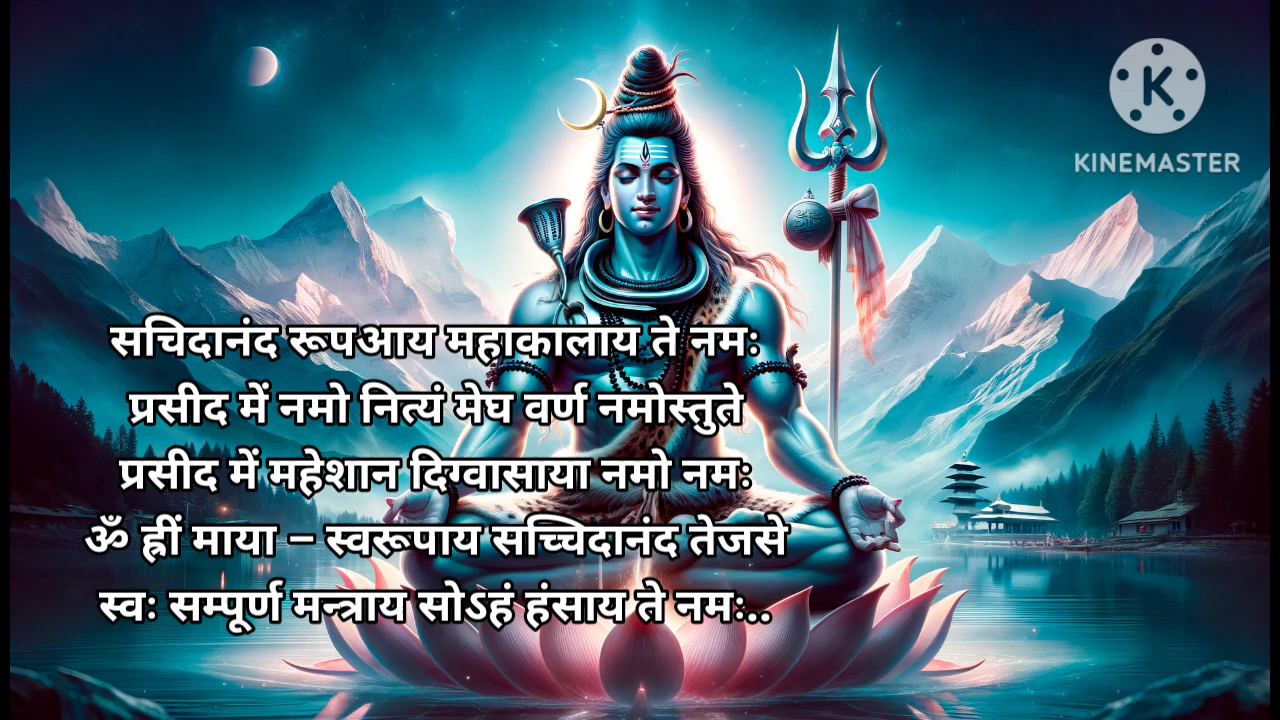 K
KINEMASTER
सचिदानंद रूपआय महाकालाय ते नमः
प्रसीद में नमो नित्यं मेघ वर्ण नमोस्तुते
प्रसीद में महेशान दिग्वासाया नमो नमः
ॐ ह्रीं माया – स्वरूपाय सच्चिदानंद तेजसे
स्वः सम्पूर्ण मन्त्राय सोऽहं हंसाय ते नमः..